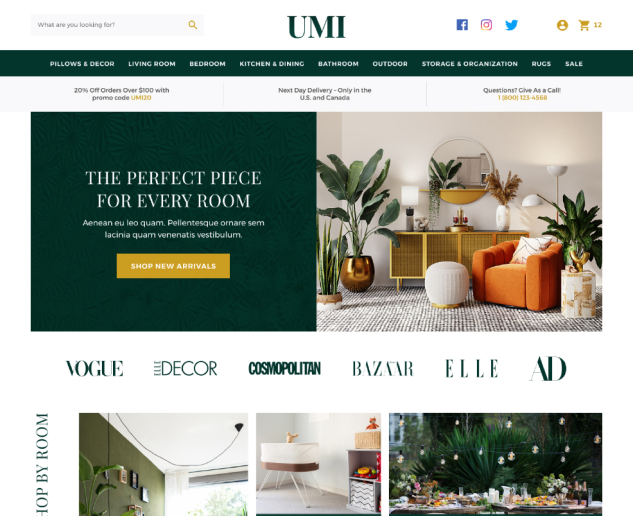 What are you looking for?
UMI
12
PILLOWS & DECOR LIVING ROOM BEDROOM KITCHEN & DINING BATHROOM OUTDOOR STORAGE & ORGANIZATION RUGS SALE
20% Off Orders Over $100 with
promo code UMI20
Next Day Delivery - Only in the
U.S. and Canada
Questions? Give As a Call!
1 (800) 123-4568
THE PERFECT PIECE
FOR EVERY ROOM
Aenean eu leo quam. Pellentesque ornare sem
lacinia quam venenatis vestibulum.
SHOP NEW ARRIVALS
VOGUE ELLE DECOR COSMOPOLITAN BAZAAR ELLE AD
HOP BY ROOM